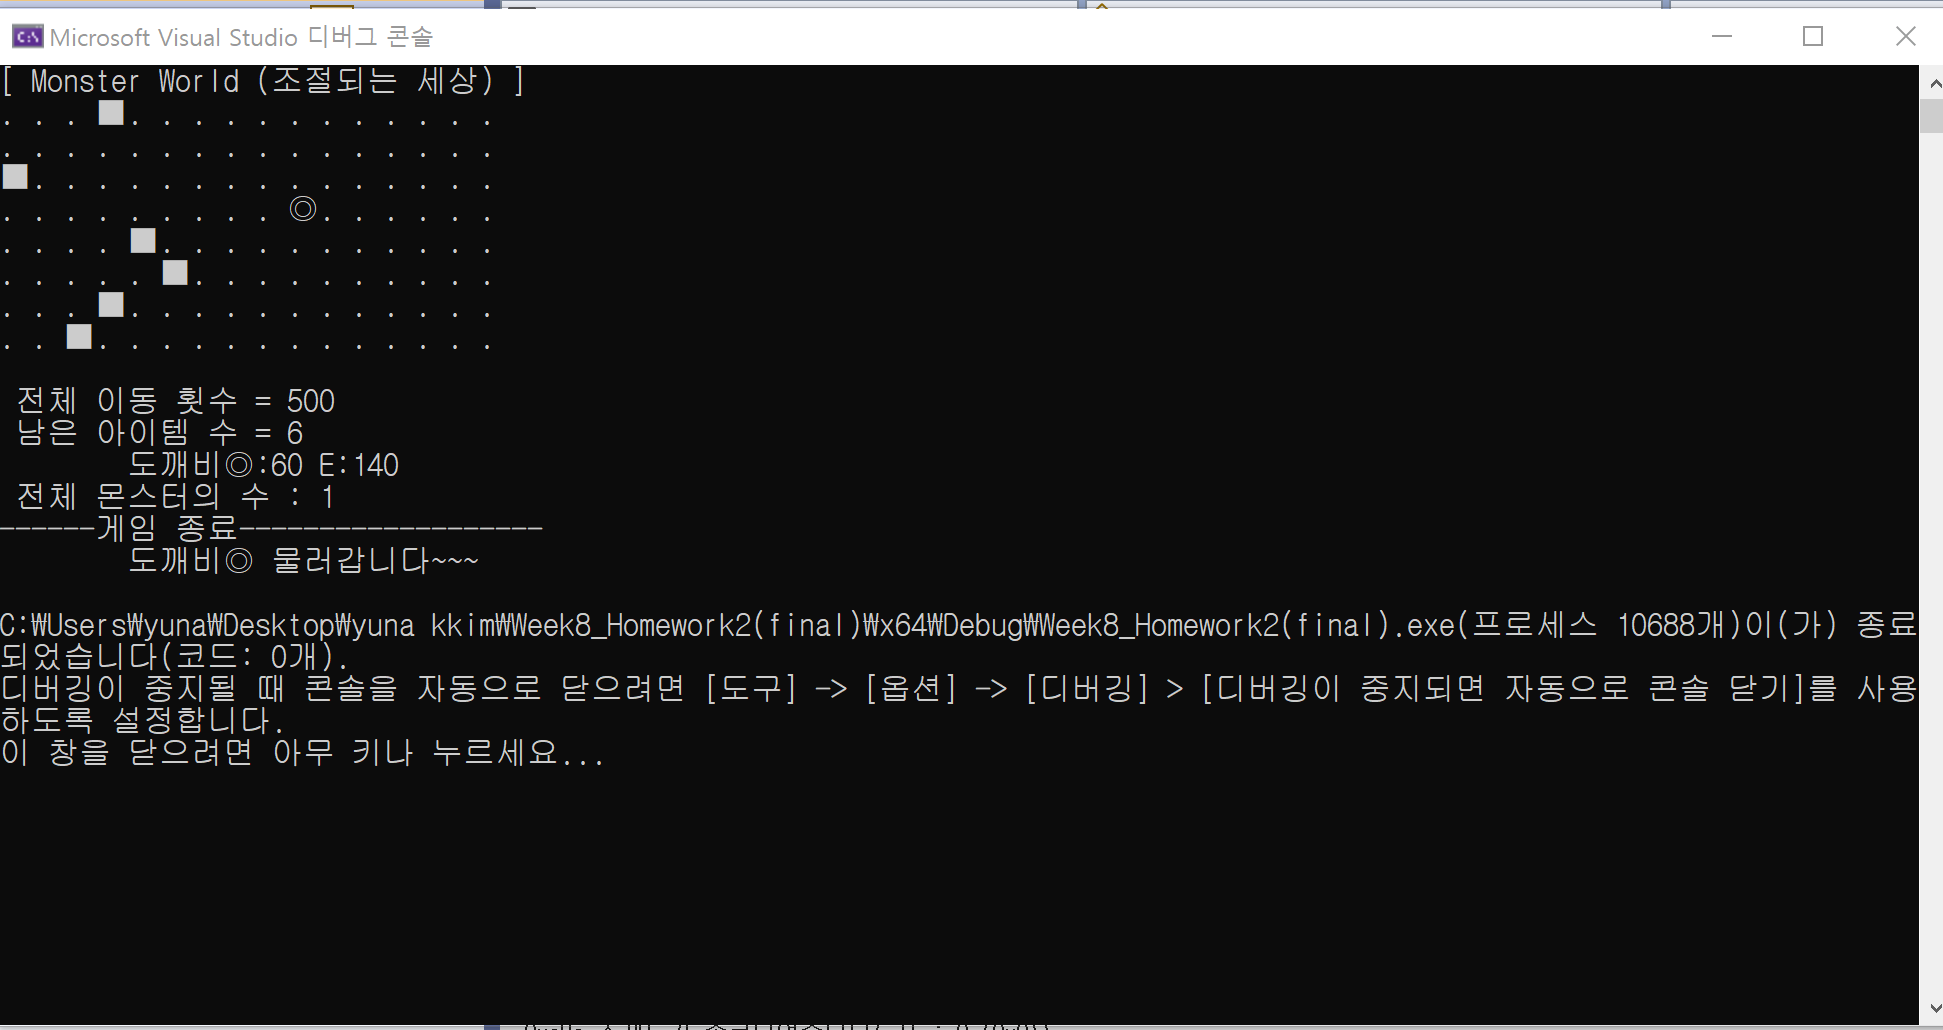 Microsoft Visual Studio 디버그 콘솔
[ Monster World (조절되는 세상) ]
. . . ■. . . . . . . . . . . .
. . . . . . . . . . . . . . . .
■. . . . . . . . . . . . . . .
. . . . . . . . . ◎. . . . . .
. . . . ■. . . . . . . . . . .
. . . . . ■. . . . . . . . . .
. . . ■. . . . . . . . . . . .
. . ■. . . . . . . . . . . . .
전체 이동 횟수 = 500
남은 아이템 수 = 6
도깨비◎:60 E:140
전체 몬스터의 수 : 1
------게임 종료-------------------
도깨비◎ 물러갑니다~~~
C:₩Users₩yuna₩Desktop₩yuna kkim₩Week8_Homework2(final)₩x64₩Debug₩Week8_Homework2(final).exe(프로세스 10688개)이(가) 종료
되었습니다(코드: 0개).
디버깅이 중지될 때 콘솔을 자동으로 닫으려면 [도구] -> [옵션] -> [디버깅] > [디버깅이 중지되면 자동으로 콘솔 닫기]를 사용
하도록 설정합니다.
이 창을 닫으려면 아무 키나 누르세요...